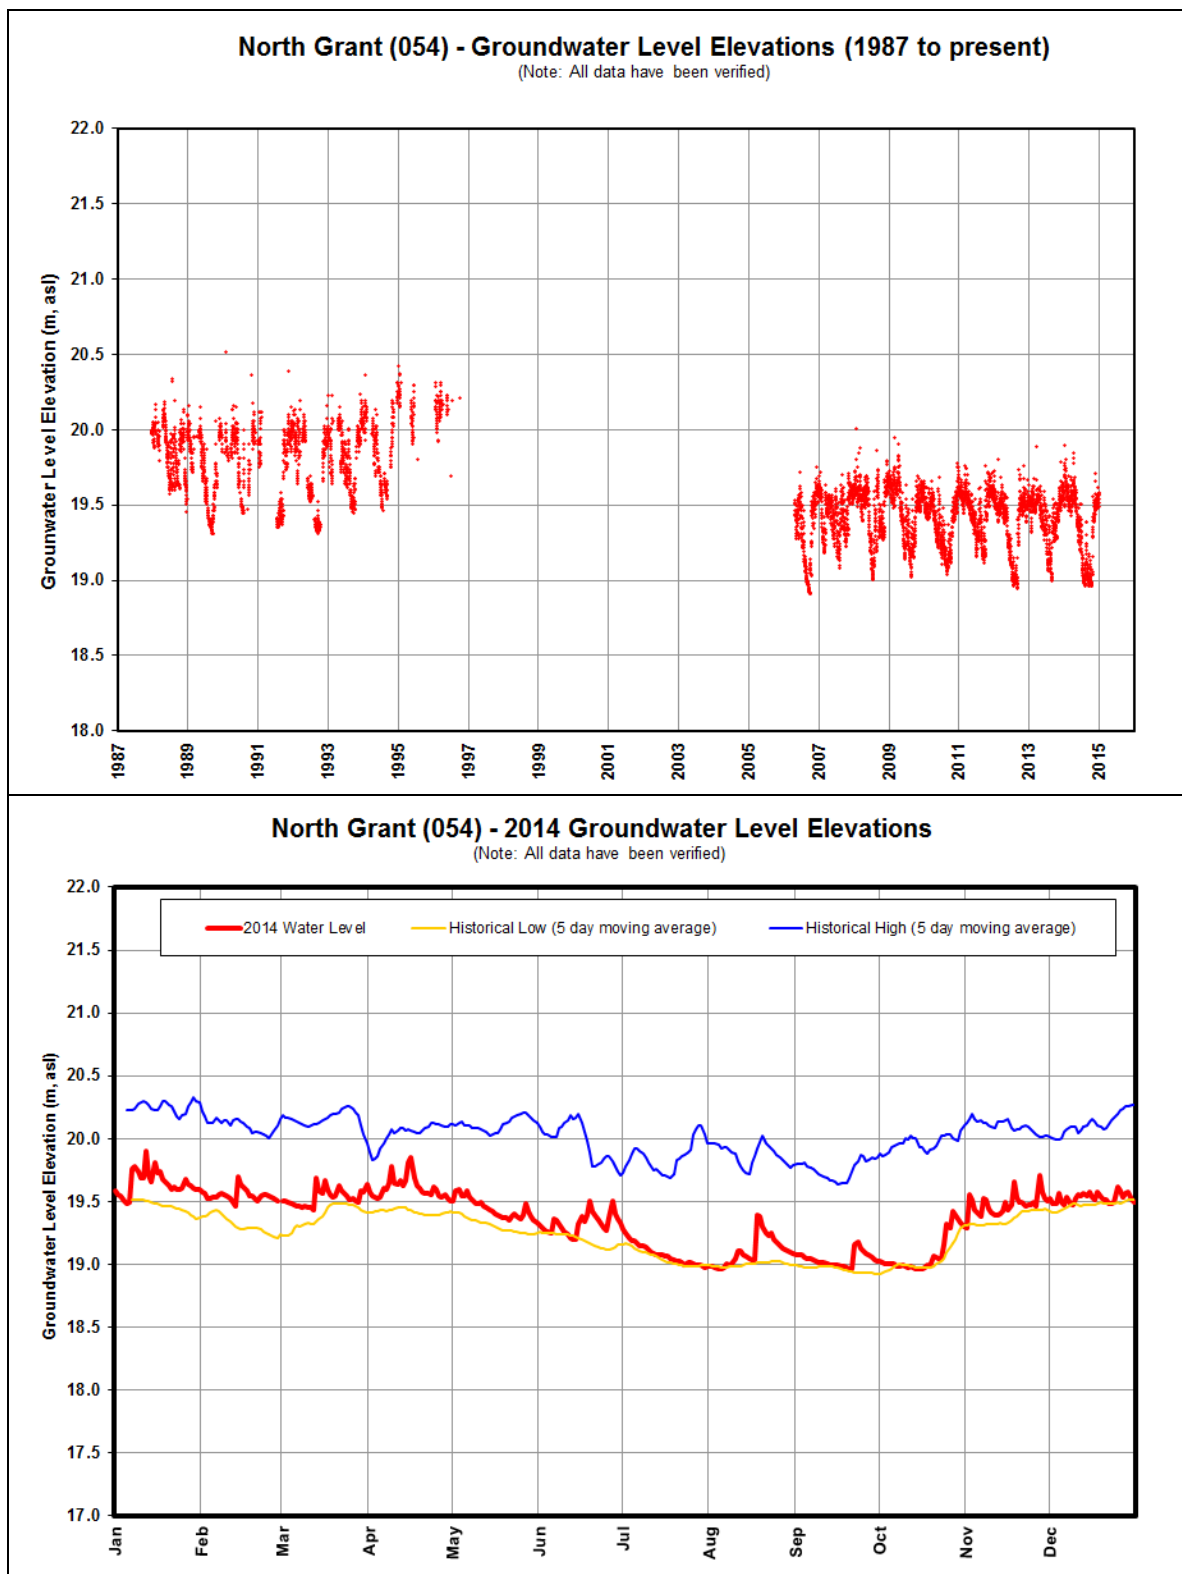 North Grant (054) - Groundwater Level Elevations (1987 to present)
(Note: All data have been verified)
Grounwater Level Elevation (m, asl)
22.0
21.5
21.0
20.5
20.0
19.5
19.0
18.5
18.0
1987
1989
1991
1993
1995
1997
1999
2001
2003
2005
2007
2009
2011
2013
2015
North Grant (054) - 2014 Groundwater Level Elevations
(Note: All data have been verified)
2014 Water Level
Historical Low (5 day moving average)
Historical High (5 day moving average)
Groundwater Level Elevation (m, asl)
22.0
21.5
21.0
20.5
20.0
19.5
19.0
18.5
18.0
17.5
17.0
Jan
Feb
Mar
Apr
May
Jun
Jul
Aug
Sep
Oct
Nov
Dec